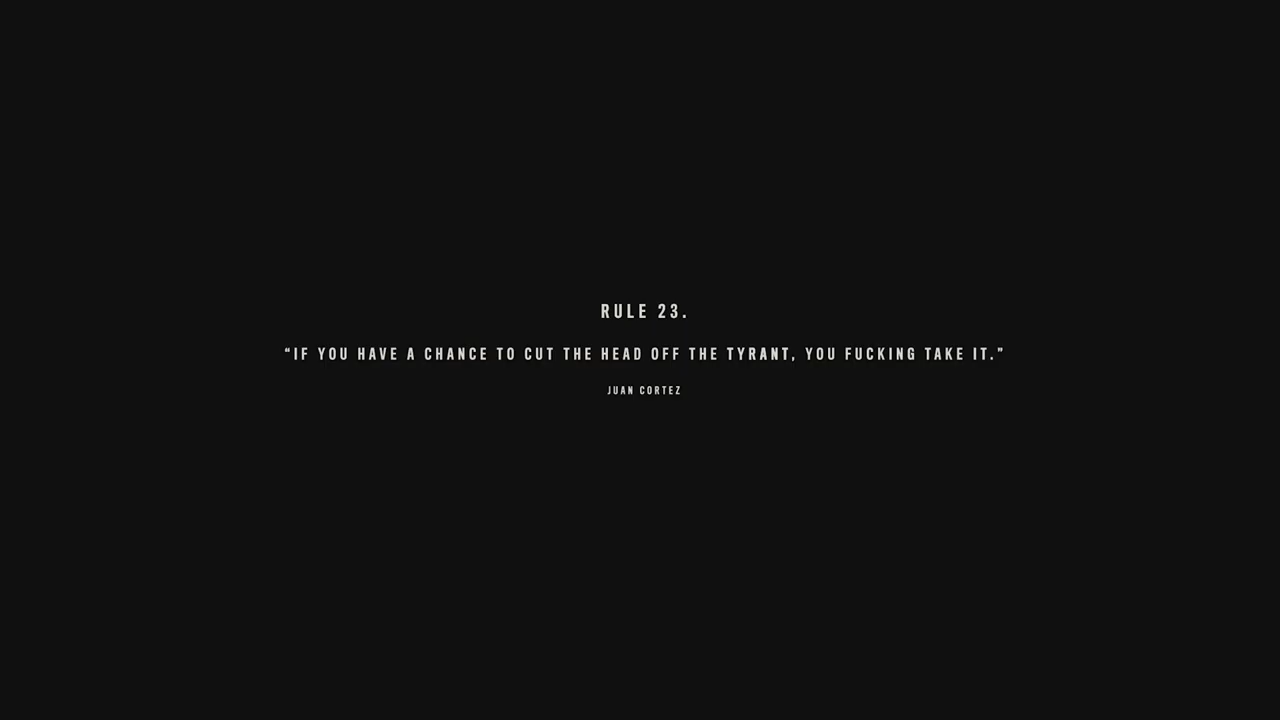 RULE 23.
“IF YOU HAVE A CHANCE TO CUT THE HEAD OFF THE TYRANT, YOU FUCKING TAKE IT.”
JUAN CORTEZ